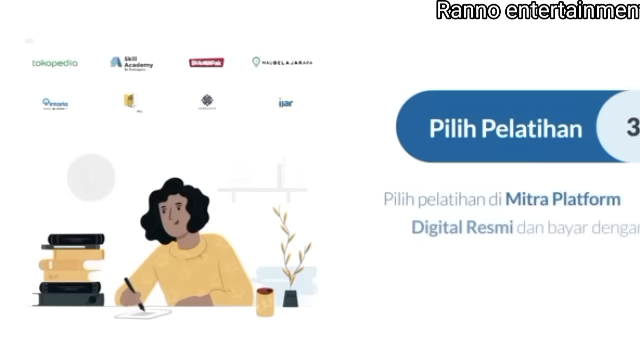 Ranno entertainmen
tokopedia
Skill
Academy
MAUBELAJARAPA
Pintaria
ijar
Pilih Pelatihan 3
Pilih pelatihan di Mitra Platform
Digital Resmi dan bayar dengan